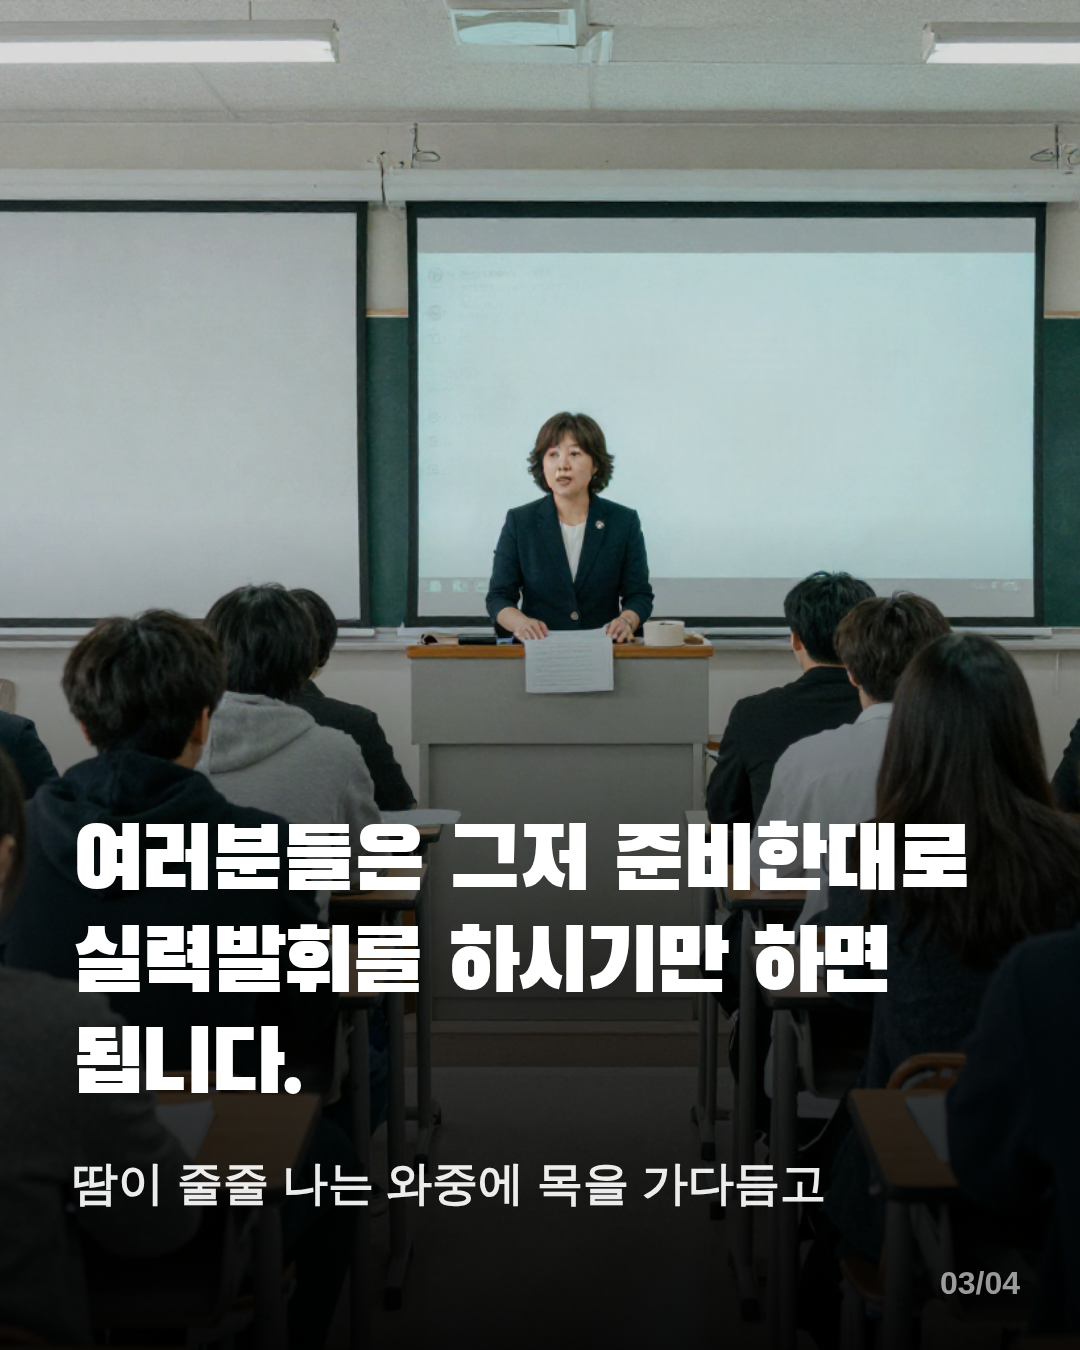 여러분들은 그저 준비한대로
실력발휘를 하시기만 하면
됩니다.
땀이 줄줄 나는 와중에 목을 가다듬고
03/04